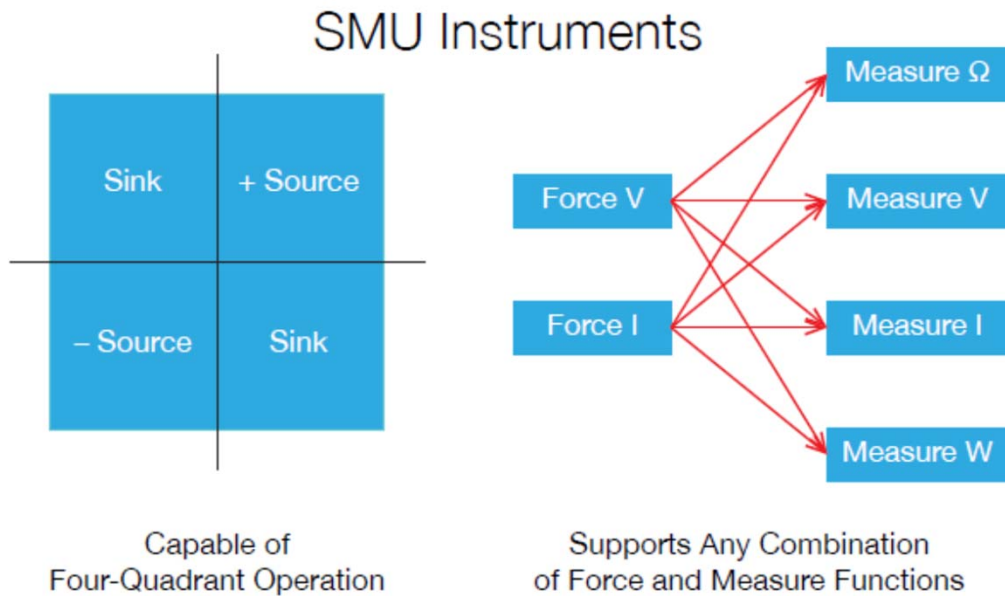 SMU Instruments
Sink
+ Source
– Source
Sink
Capable of
Four-Quadrant Operation
Force V
Force I
Measure Ω
Measure V
Measure I
Measure W
Supports Any Combination
of Force and Measure Functions